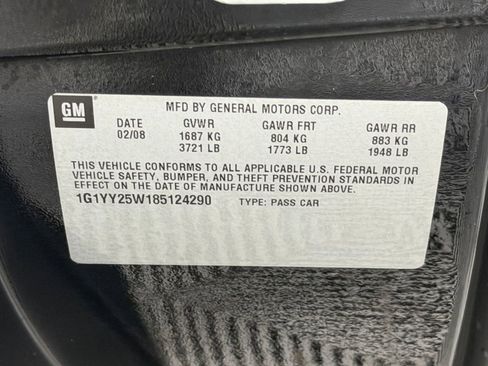 GM
MFD BY GENERAL MOTORS CORP.
DATE GVWR GAWR FRT GAWR RR
02/08 1687 KG 804 KG 883 KG
3721 LB 1773 LB 1948 LB
THIS VEHICLE CONFORMS TO ALL APPLICABLE U.S. FEDERAL MOTOR
VEHICLE SAFETY, BUMPER, AND THEFT PREVENTION STANDARDS IN
EFFECT ON THE DATE OF MANUFACTURE SHOWN ABOVE.
1G1YY25W185124290 TYPE: PASS CAR